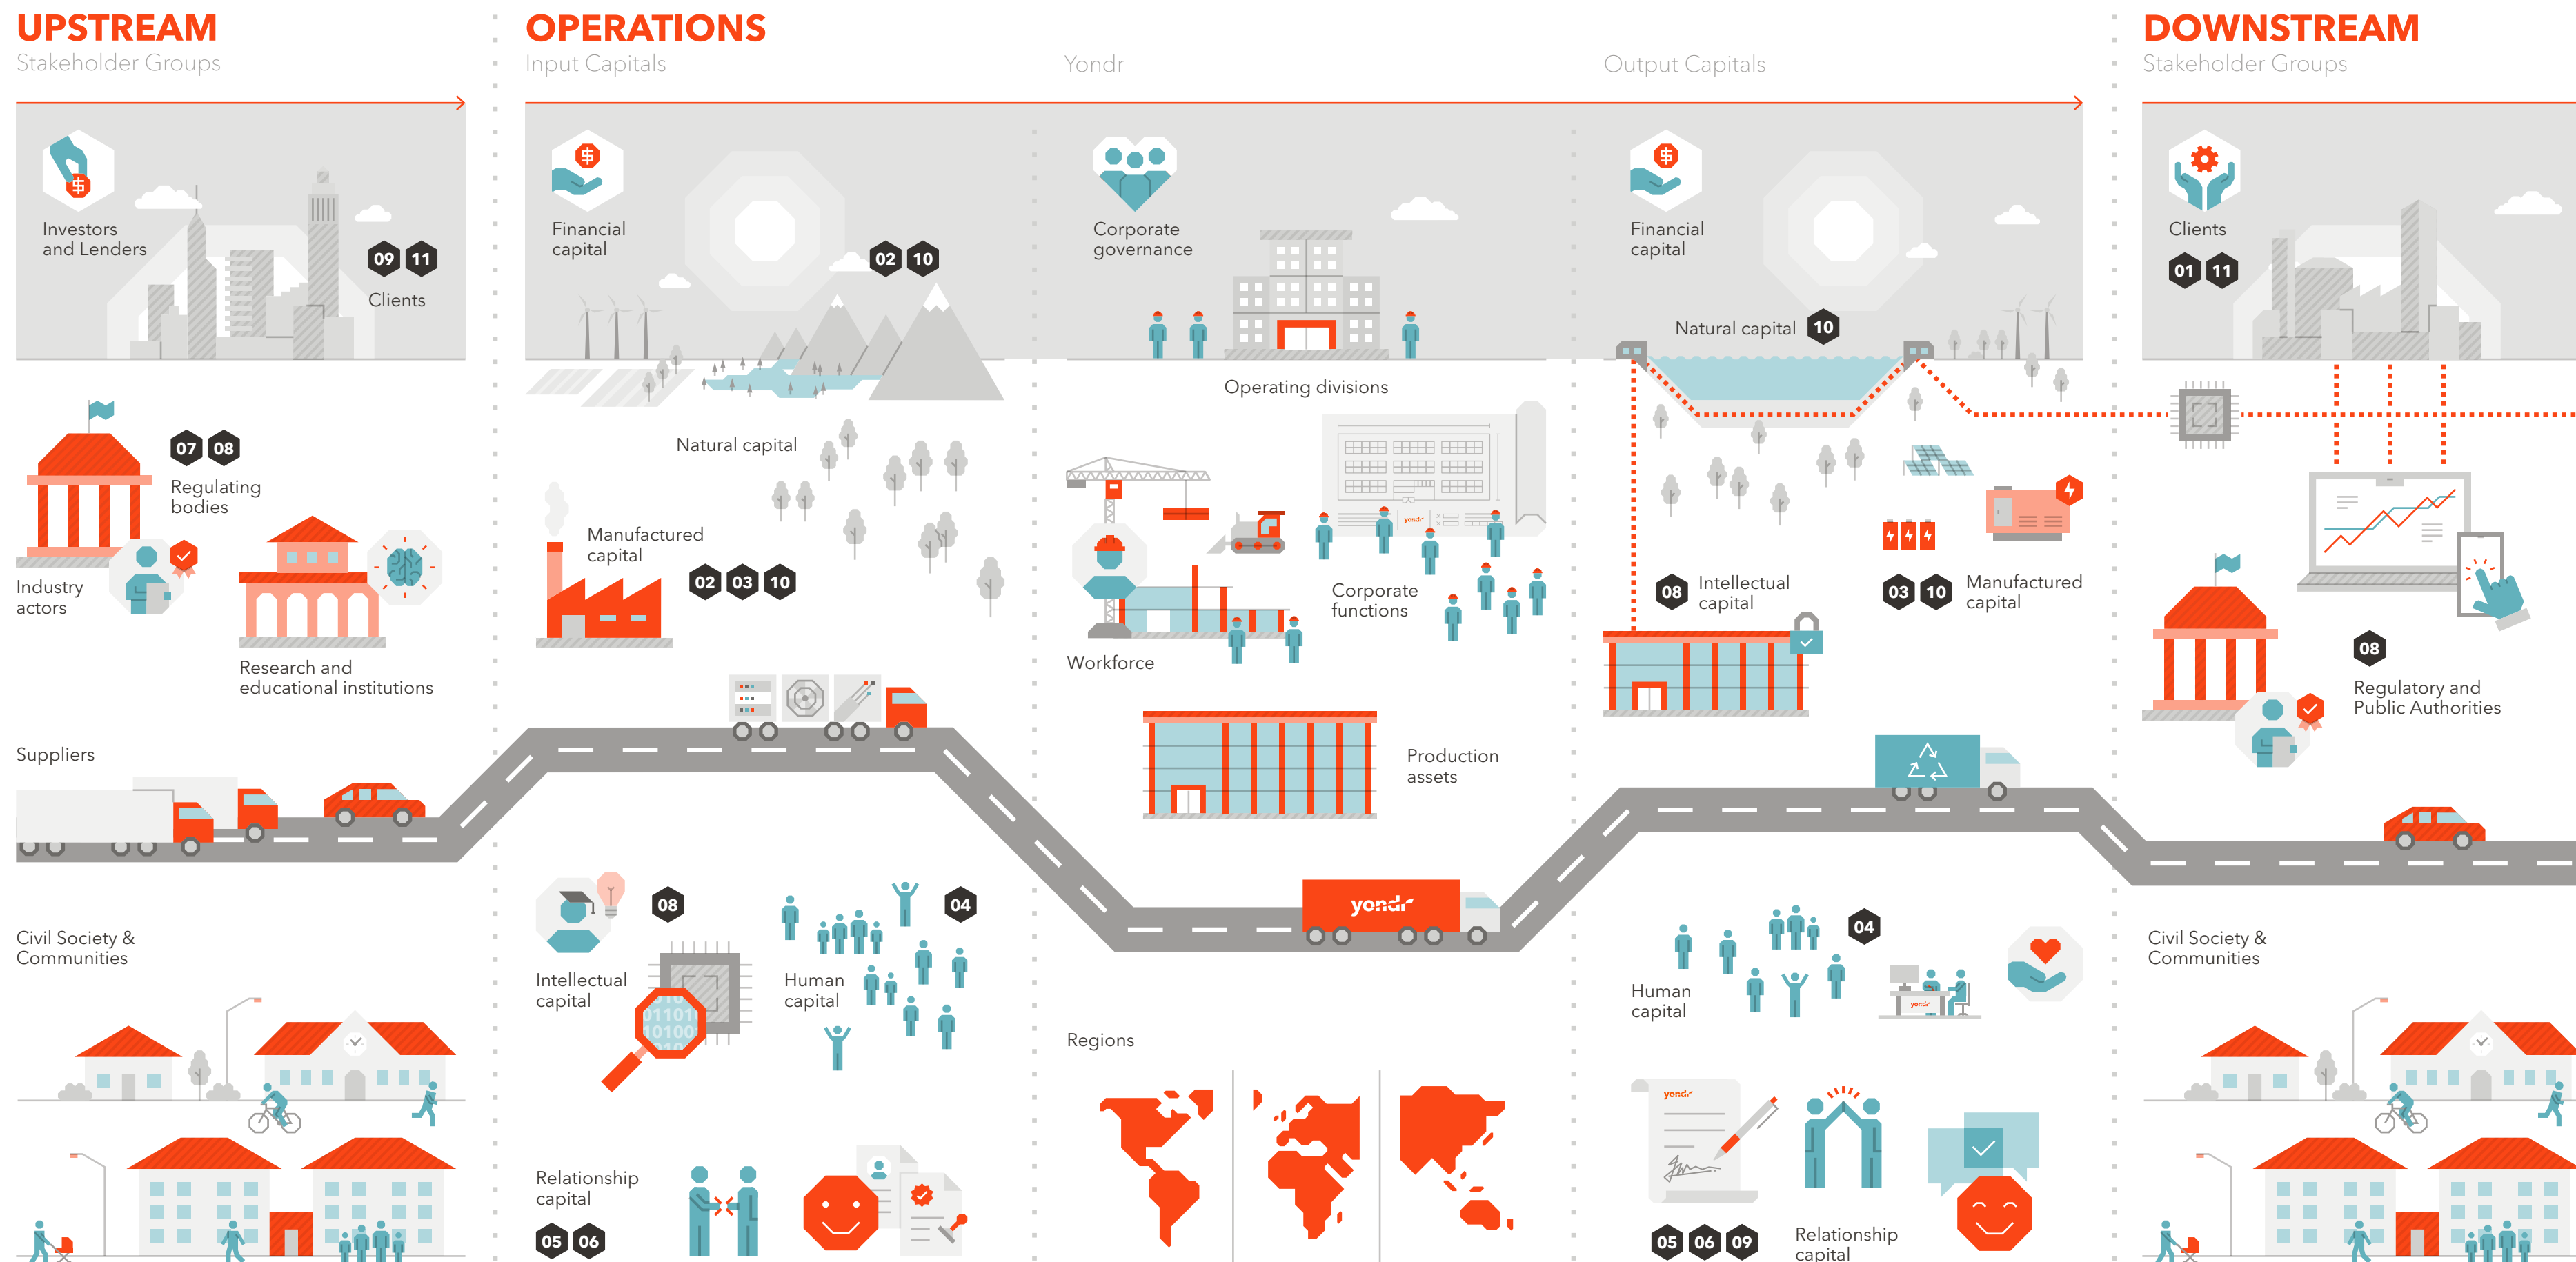 UPSTREAM
Stakeholder Groups
Investors
and Lenders
09 11
Clients
07 08
Regulating
bodies
Industry
actors
Research and
educational institutions
Suppliers
Civil Society &
Communities
OPERATIONS
Input Capitals
Financial
capital
02 10
Natural capital
Manufactured
capital
02 03 10
08
Intellectual
capital
01101
10100
04
Human
capital
Relationship
capital
05 06
Yondr
Corporate
governance
Operating divisions
yondr
Corporate
functions
Workforce
Production
assets
yondr
Regions
Output Capitals
Financial
capital
Natural capital 10
08 Intellectual
capital
03 10 Manufactured
capital
04
Human
capital
yondr
yondr
05 06 09
Relationship
capital
DOWNSTREAM
Stakeholder Groups
Clients
01 11
08
Regulatory and
Public Authorities
Civil Society &
Communities